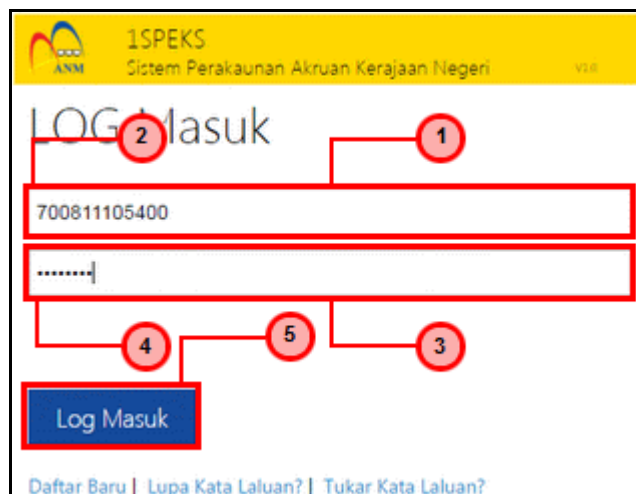 1SPEKS
ANM
Sistem Perakaunan Akruan Kerajaan Negeri V1.0
LOG Masuk
2 1
700811105400
••••••••
4 5 3
Log Masuk
Daftar Baru | Lupa Kata Laluan? | Tukar Kata Laluan?